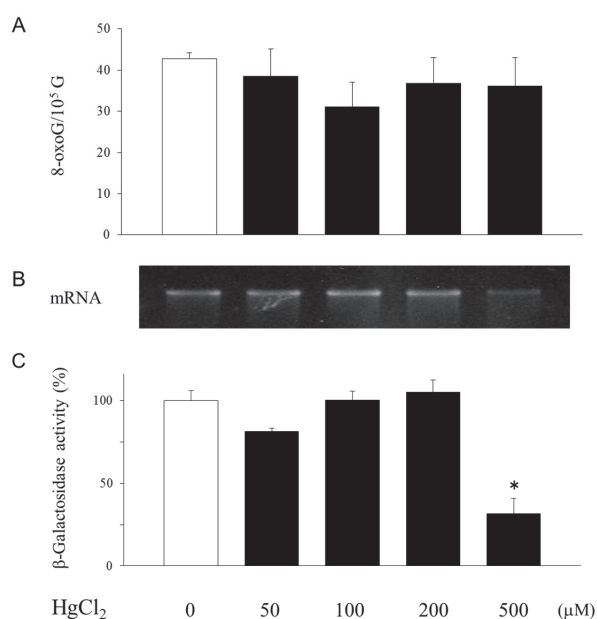 A
8-oxoG/10⁵ G
50
40
30
20
10
0
B
mRNA
C
β-Galactosidase activity (%)
100
50
0
*
HgCl₂ 0 50 100 200 500 (μM)